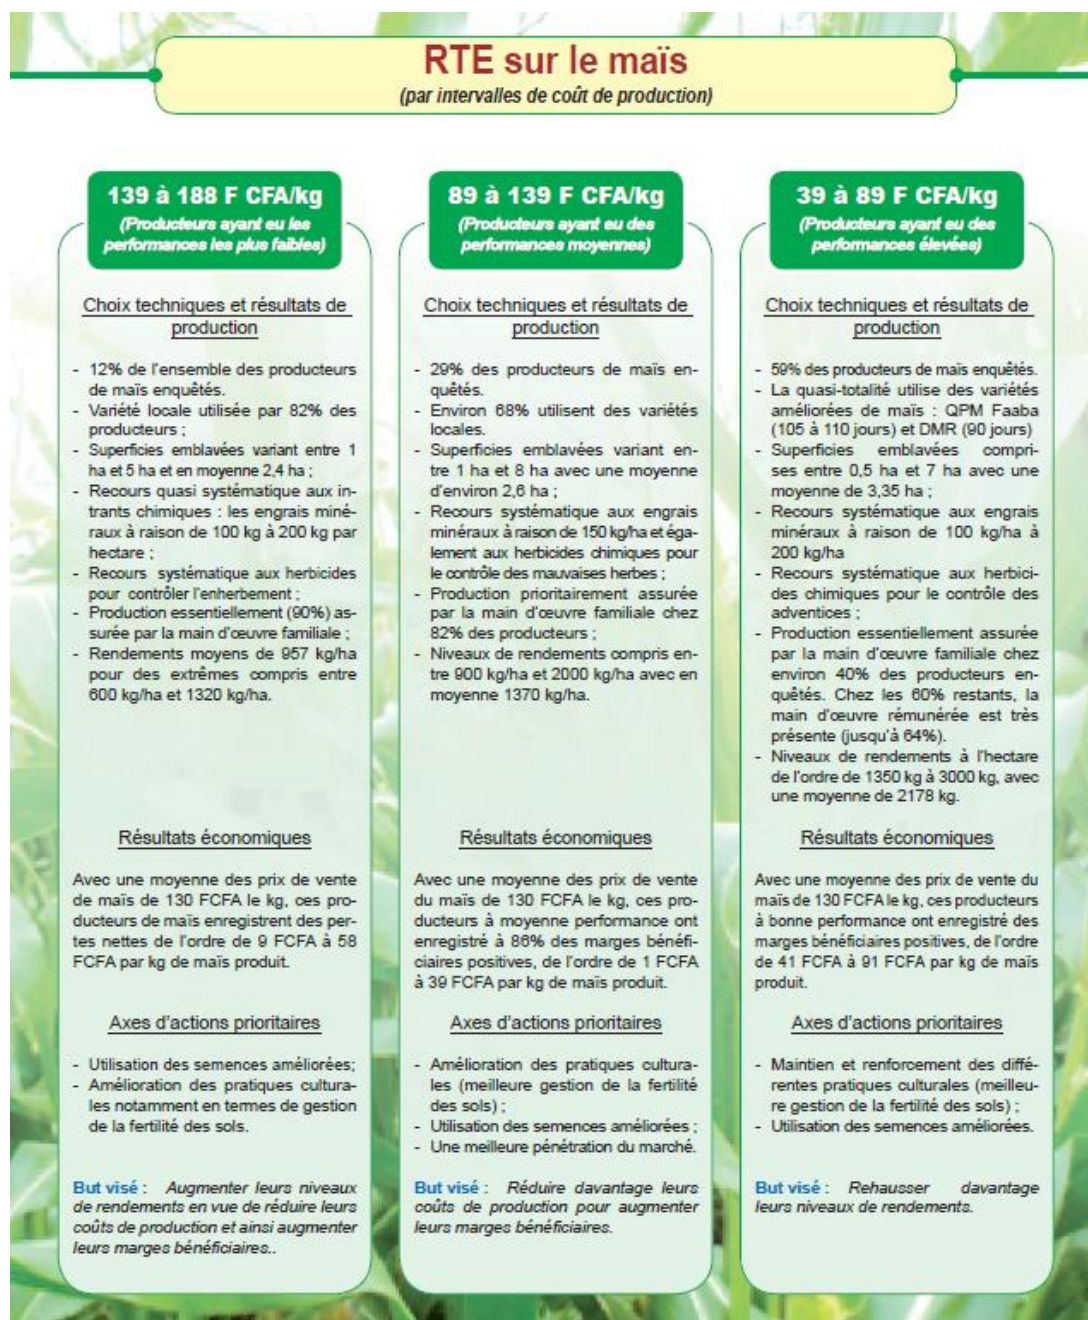 RTE sur le maïs
(par intervalles de coût de production)
139 à 188 F CFA/kg
(Producteurs ayant eu les
performances les plus faibles)
Choix techniques et résultats de
production
- 12% de l'ensemble des producteurs
de maïs enquêtés.
- Variété locale utilisée par 82% des
producteurs ;
- Superficies emblavées variant entre 1
ha et 5 ha et en moyenne 2,4 ha ;
- Recours quasi systématique aux in-
trants chimiques : les engrais miné-
raux à raison de 100 kg à 200 kg par
hectare ;
- Recours systématique aux herbicides
pour contrôler l'enherbement ;
- Production essentiellement (90%) as-
surée par la main d'œuvre familiale ;
- Rendements moyens de 957 kg/ha
pour des extrêmes compris entre
600 kg/ha et 1320 kg/ha.
Résultats économiques
Avec une moyenne des prix de vente
de maïs de 130 FCFA le kg, ces pro-
ducteurs de maïs enregistrent des per-
tes nettes de l'ordre de 9 FCFA à 58
FCFA par kg de maïs produit.
Axes d'actions prioritaires
- Utilisation des semences améliorées;
- Amélioration des pratiques cultura-
les notamment en termes de gestion
de la fertilité des sols.
But visé : Augmenter leurs niveaux
de rendements en vue de réduire leurs
coûts de production et ainsi augmenter
leurs marges bénéficiaires..
89 à 139 F CFA/kg
(Producteurs ayant eu des
performances moyennes)
Choix techniques et résultats de
production
- 29% des producteurs de maïs en-
quêtés.
- Environ 68% utilisent des variétés
locales.
- Superficies emblavées variant en-
tre 1 ha et 8 ha avec une moyenne
d'environ 2,6 ha ;
- Recours systématique aux engrais
minéraux à raison de 150 kg/ha et éga-
lement aux herbicides chimiques pour
le contrôle des mauvaises herbes ;
- Production prioritairement assurée
par la main d'œuvre familiale chez
82% des producteurs ;
- Niveaux de rendements compris en-
tre 900 kg/ha et 2000 kg/ha avec en
moyenne 1370 kg/ha.
Résultats économiques
Avec une moyenne des prix de vente
du maïs de 130 FCFA le kg, ces pro-
ducteurs à moyenne performance ont
enregistré à 86% des marges bénéfi-
ciaires positives, de l'ordre de 1 FCFA
à 39 FCFA par kg de maïs produit.
Axes d'actions prioritaires
- Amélioration des pratiques cultura-
les (meilleure gestion de la fertilité
des sols) ;
- Utilisation des semences améliorées ;
- Une meilleure pénétration du marché.
But visé : Réduire davantage leurs
coûts de production pour augmenter
leurs marges bénéficiaires.
39 à 89 F CFA/kg
(Producteurs ayant eu des
performances élevées)
Choix techniques et résultats de
production
- 59% des producteurs de maïs enquêtés.
- La quasi-totalité utilise des variétés
améliorées de maïs : QPM Faaba
(105 à 110 jours) et DMR (90 jours)
- Superficies emblavées compri-
ses entre 0,5 ha et 7 ha avec une
moyenne de 3,35 ha ;
- Recours systématique aux engrais
minéraux à raison de 100 kg/ha à
200 kg/ha
- Recours systématique aux herbici-
des chimiques pour le contrôle des
adventices ;
- Production essentiellement assurée
par la main d'œuvre familiale chez
environ 40% des producteurs en-
quêtés. Chez les 60% restants, la
main d'œuvre rémunérée est très
présente (jusqu'à 64%).
- Niveaux de rendements à l'hectare
de l'ordre de 1350 kg à 3000 kg, avec
une moyenne de 2178 kg.
Résultats économiques
Avec une moyenne des prix de vente du
maïs de 130 FCFA le kg, ces producteurs
à bonne performance ont enregistré des
marges bénéficiaires positives, de l'ordre
de 41 FCFA à 91 FCFA par kg de maïs
produit.
Axes d'actions prioritaires
- Maintien et renforcement des diffé-
rentes pratiques culturales (meilleu-
re gestion de la fertilité des sols) ;
- Utilisation des semences améliorées.
But visé : Rehausser davantage
leurs niveaux de rendements.